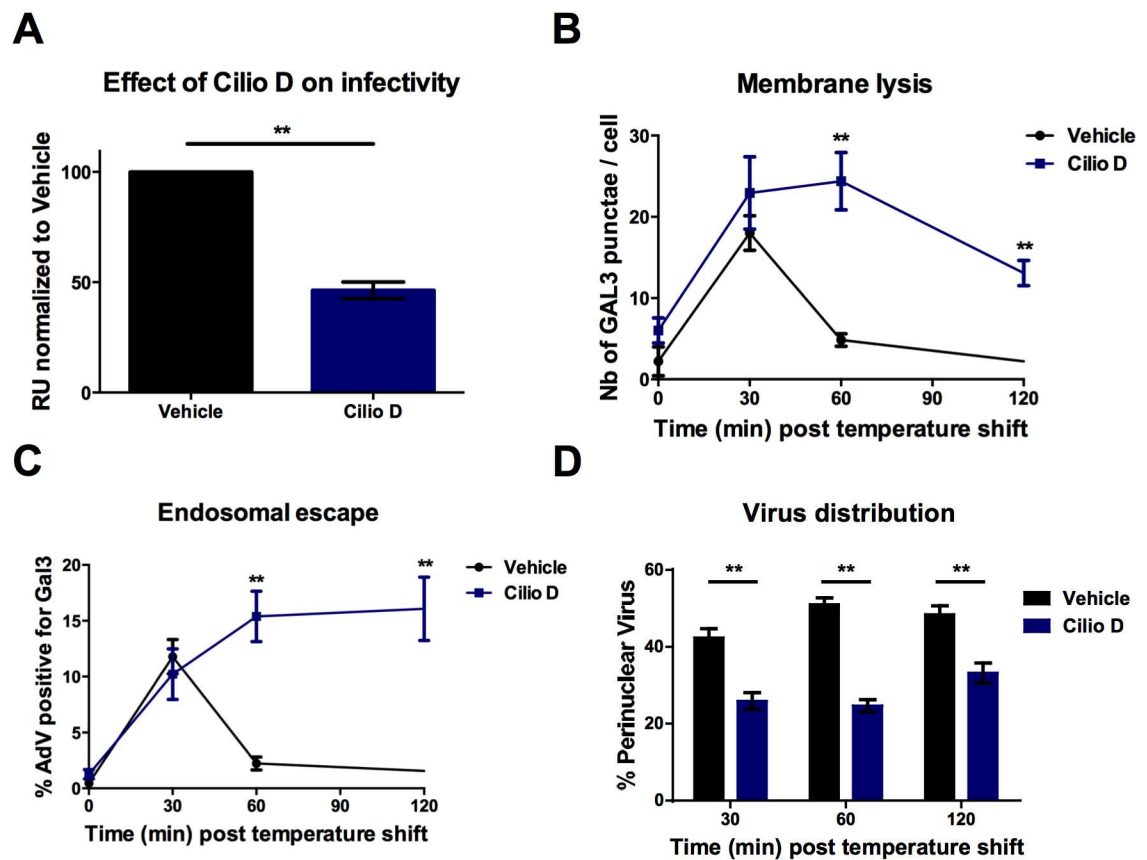 A
Effect of Cilio D on infectivity
**
RU normalized to Vehicle
100
50
0
Vehicle
Cilio D
B
Membrane lysis
Vehicle
Cilio D
**
**
Nb of GAL3 punctae / cell
30
20
10
0
0 30 60 90 120
Time (min) post temperature shift
C
Endosomal escape
Vehicle
Cilio D
**
**
% AdV positive for Gal3
20
15
10
5
0
0 30 60 90 120
Time (min) post temperature shift
D
Virus distribution
Vehicle
Cilio D
** ** **
% Perinuclear Virus
60
40
20
0
30 60 120
Time (min) post temperature shift